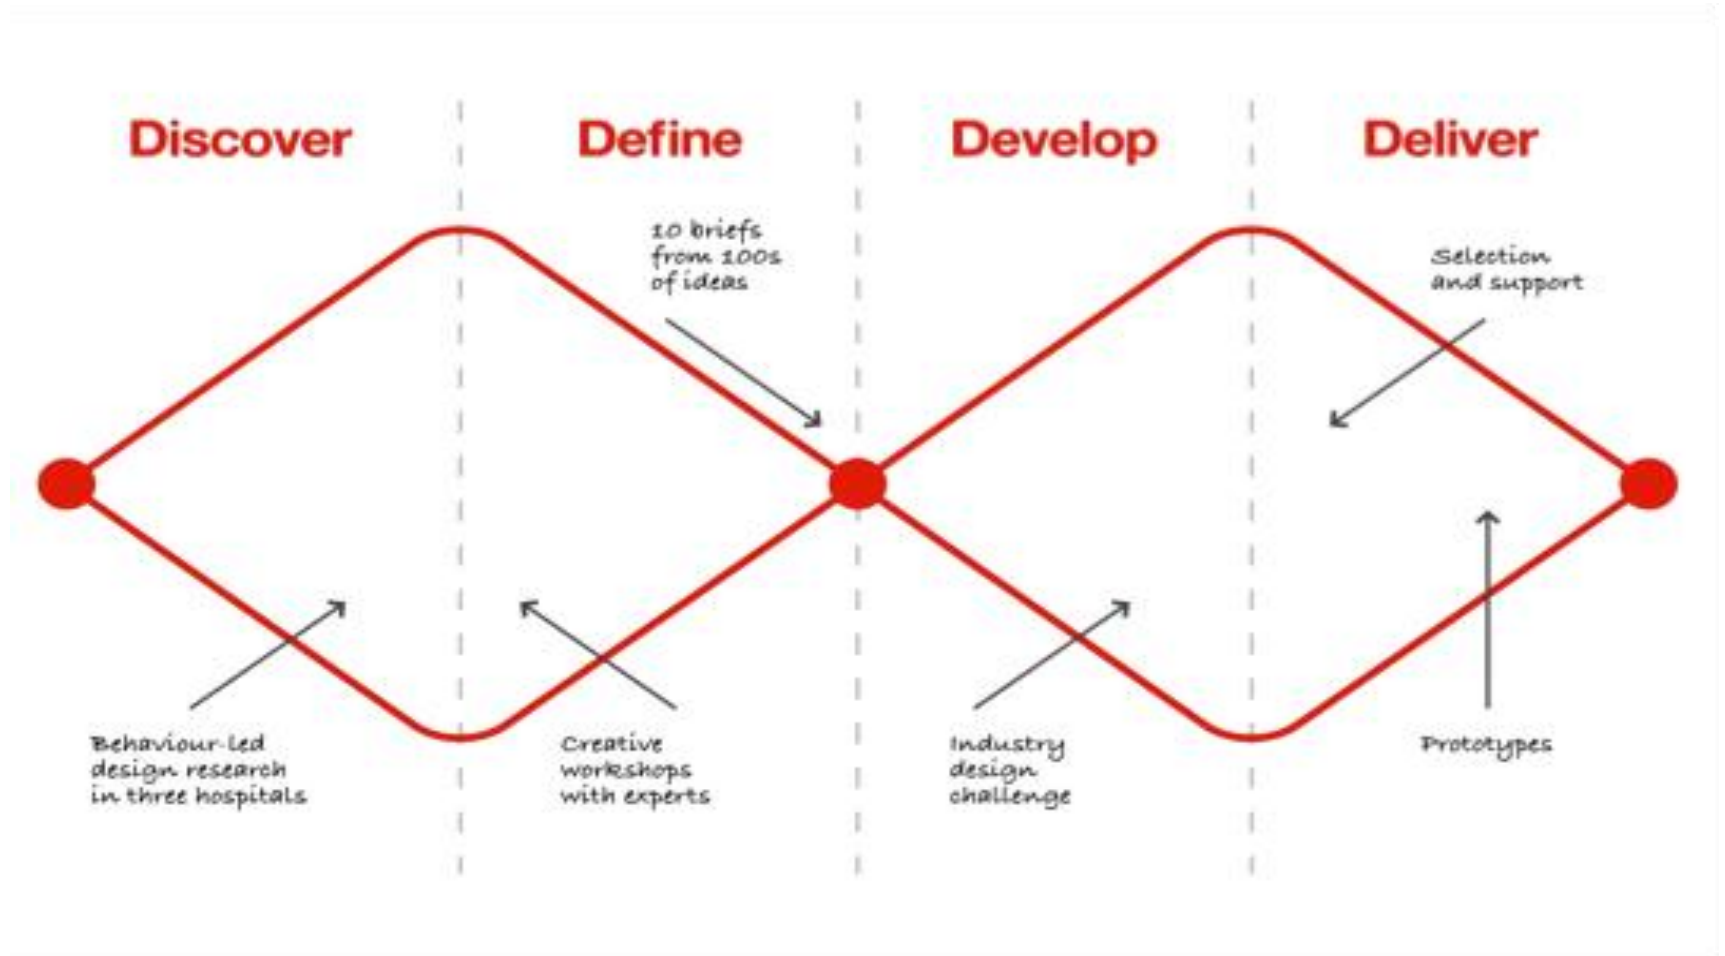 Discover
Define
Develop
Deliver
10 briefs
from 100s
of ideas
Selection
and support
Behaviour-led
design research
in three hospitals
Creative
workshops
with experts
Industry
design
challenge
Prototypes